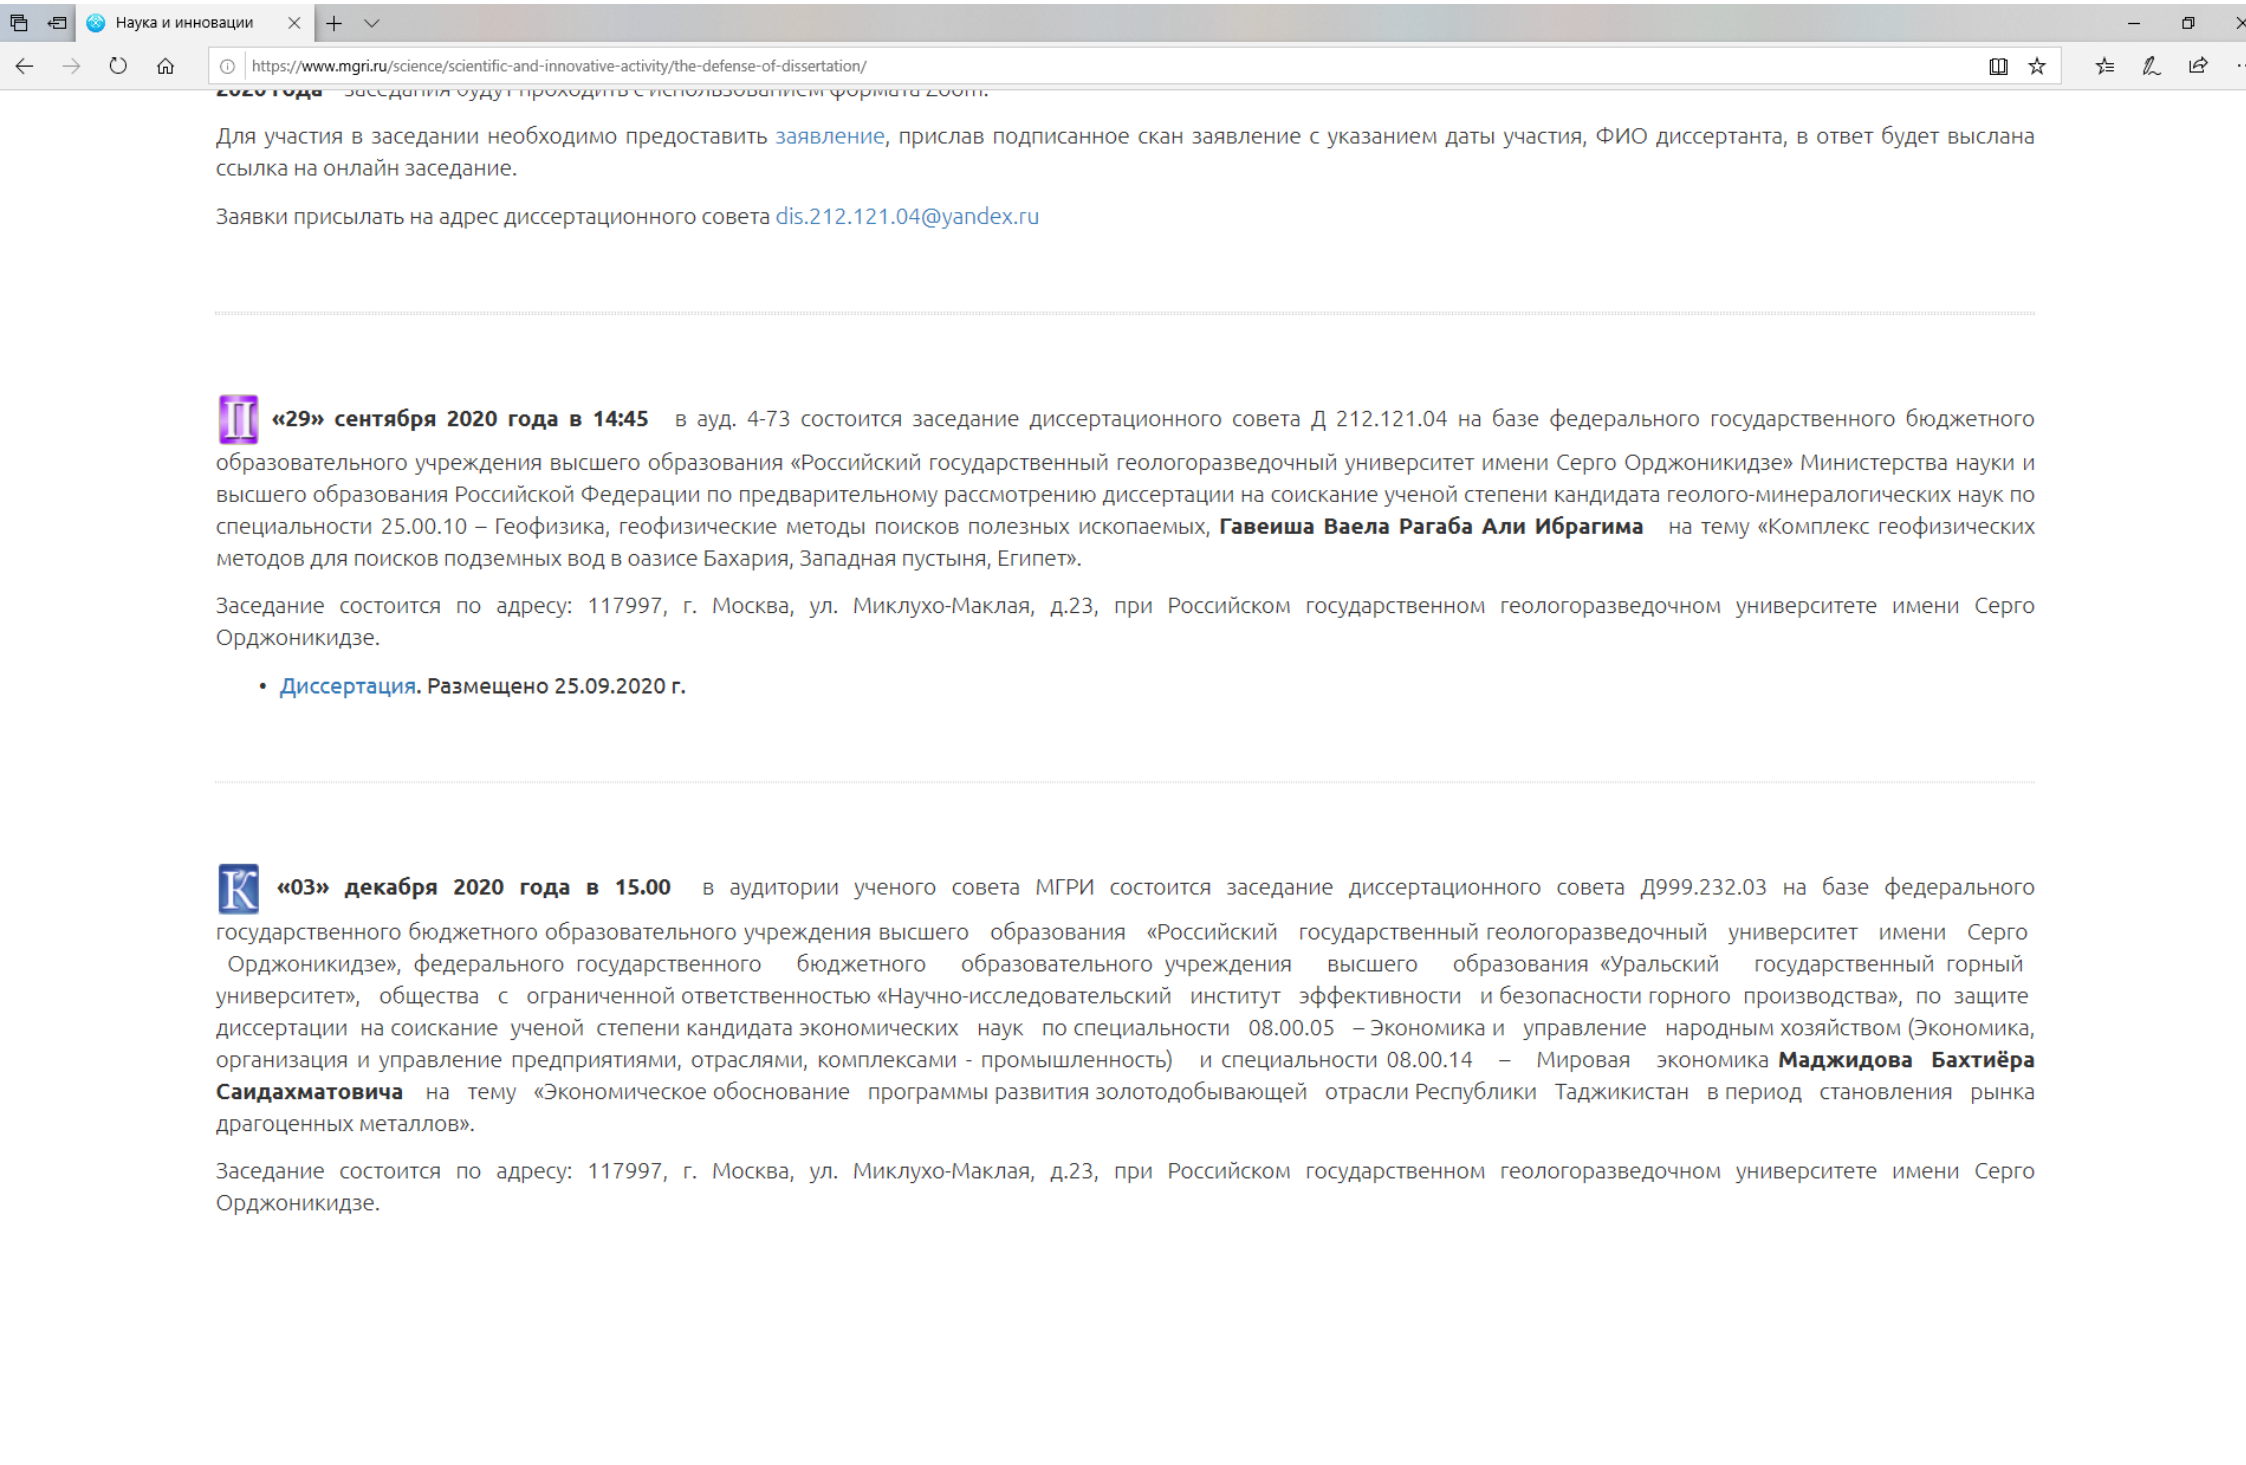 Наука и инновации
https://www.mgri.ru/science/scientific-and-innovative-activity/the-defense-of-dissertation/
2020 года заседания будут проходить с использованием формата Zoom.
Для участия в заседании необходимо предоставить заявление, прислав подписанное скан заявление с указанием даты участия, ФИО диссертанта, в ответ будет выслана
ссылка на онлайн заседание.
Заявки присылать на адрес диссертационного совета dis.212.121.04@yandex.ru
П «29» сентября 2020 года в 14:45 в ауд. 4-73 состоится заседание диссертационного совета Д 212.121.04 на базе федерального государственного бюджетного
образовательного учреждения высшего образования «Российский государственный геологоразведочный университет имени Серго Орджоникидзе» Министерства науки и
высшего образования Российской Федерации по предварительному рассмотрению диссертации на соискание ученой степени кандидата геолого-минералогических наук по
специальности 25.00.10 – Геофизика, геофизические методы поисков полезных ископаемых, Гавеиша Ваела Рагаба Али Ибрагима на тему «Комплекс геофизических
методов для поисков подземных вод в оазисе Бахария, Западная пустыня, Египет».
Заседание состоится по адресу: 117997, г. Москва, ул. Миклухо-Маклая, д.23, при Российском государственном геологоразведочном университете имени Серго
Орджоникидзе.
• Диссертация. Размещено 25.09.2020 г.
К «03» декабря 2020 года в 15.00 в аудитории ученого совета МГРИ состоится заседание диссертационного совета Д999.232.03 на базе федерального
государственного бюджетного образовательного учреждения высшего образования «Российский государственный геологоразведочный университет имени Серго
Орджоникидзе», федерального государственного бюджетного образовательного учреждения высшего образования «Уральский государственный горный
университет», общества с ограниченной ответственностью «Научно-исследовательский институт эффективности и безопасности горного производства», по защите
диссертации на соискание ученой степени кандидата экономических наук по специальности 08.00.05 – Экономика и управление народным хозяйством (Экономика,
организация и управление предприятиями, отраслями, комплексами - промышленность) и специальности 08.00.14 – Мировая экономика Маджидова Бахтиёра
Саидахматовича на тему «Экономическое обоснование программы развития золотодобывающей отрасли Республики Таджикистан в период становления рынка
драгоценных металлов».
Заседание состоится по адресу: 117997, г. Москва, ул. Миклухо-Маклая, д.23, при Российском государственном геологоразведочном университете имени Серго
Орджоникидзе.